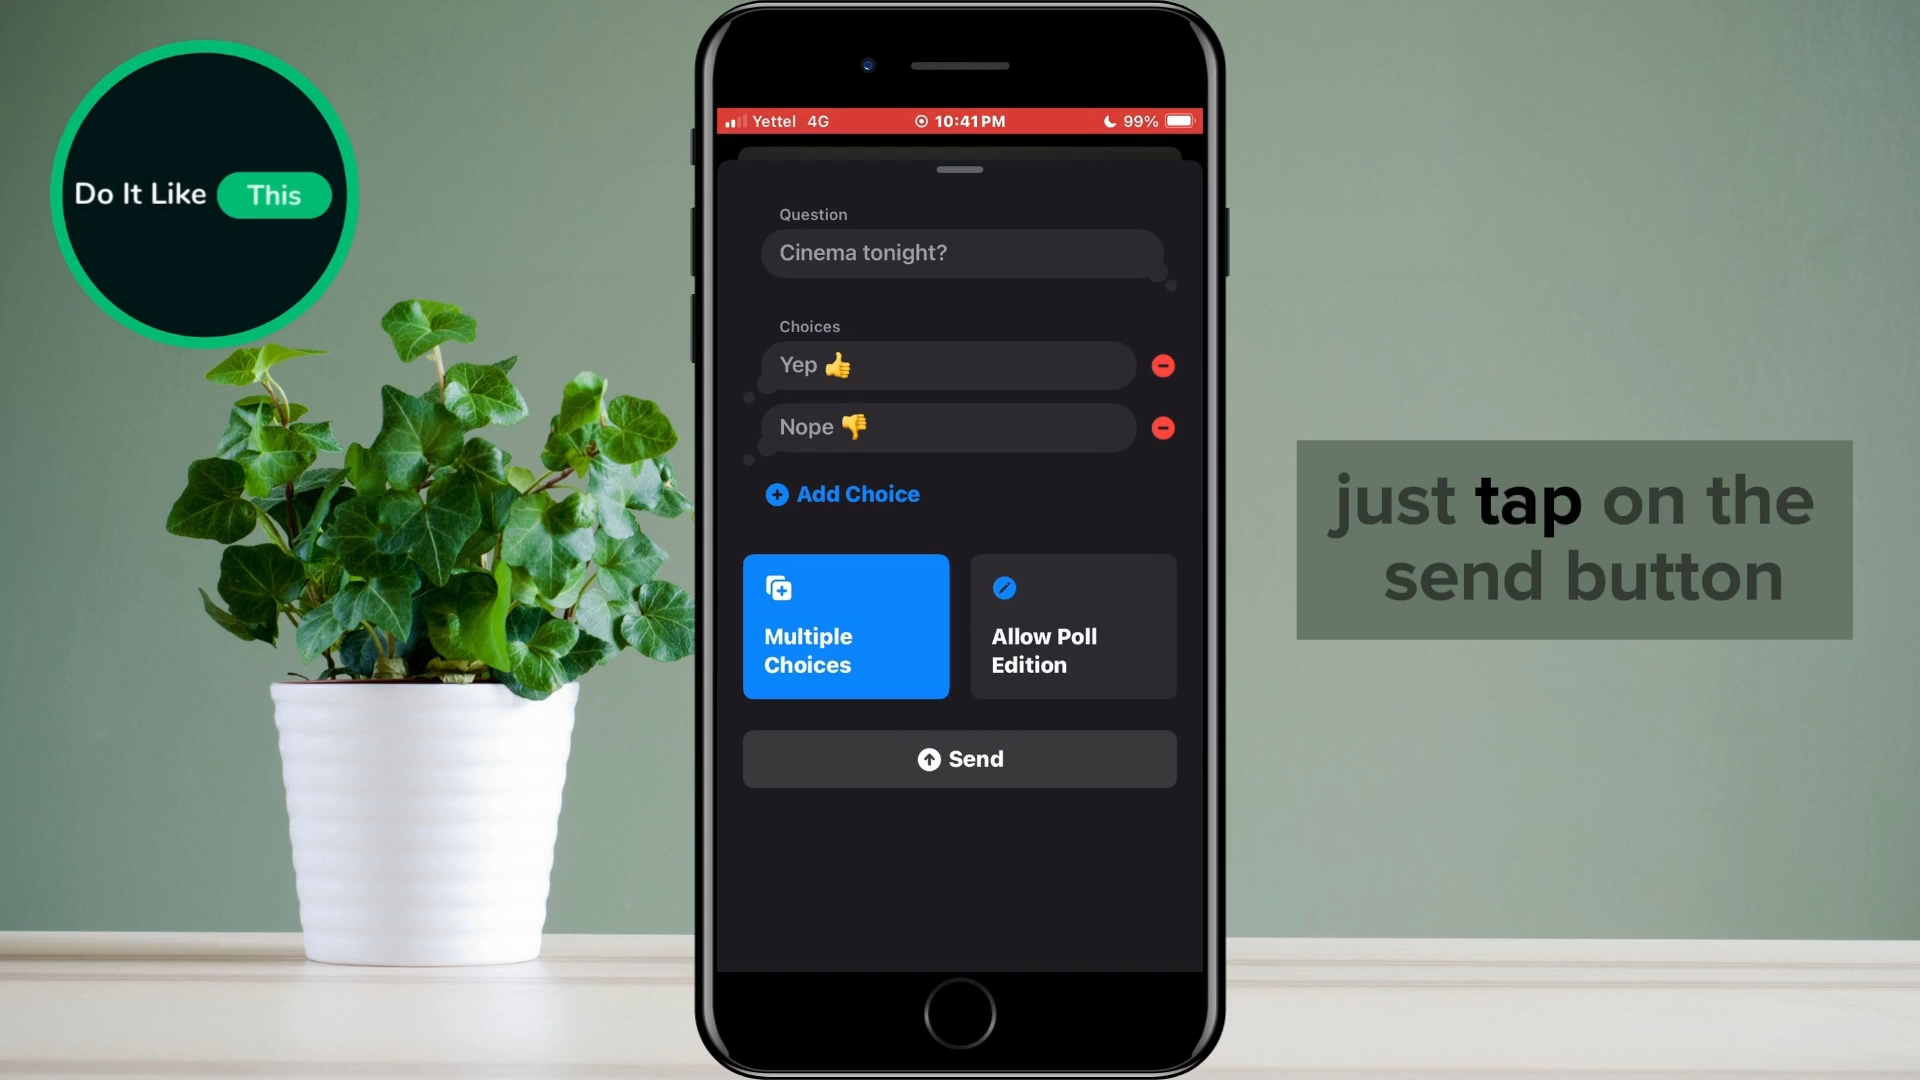 Do It Like This
Yettel 4G 10:41 PM 99%
Question
Cinema tonight?
Choices
Yep 👍
Nope 👎
Add Choice
Multiple
Choices
Allow Poll
Edition
Send
just tap on the
send button